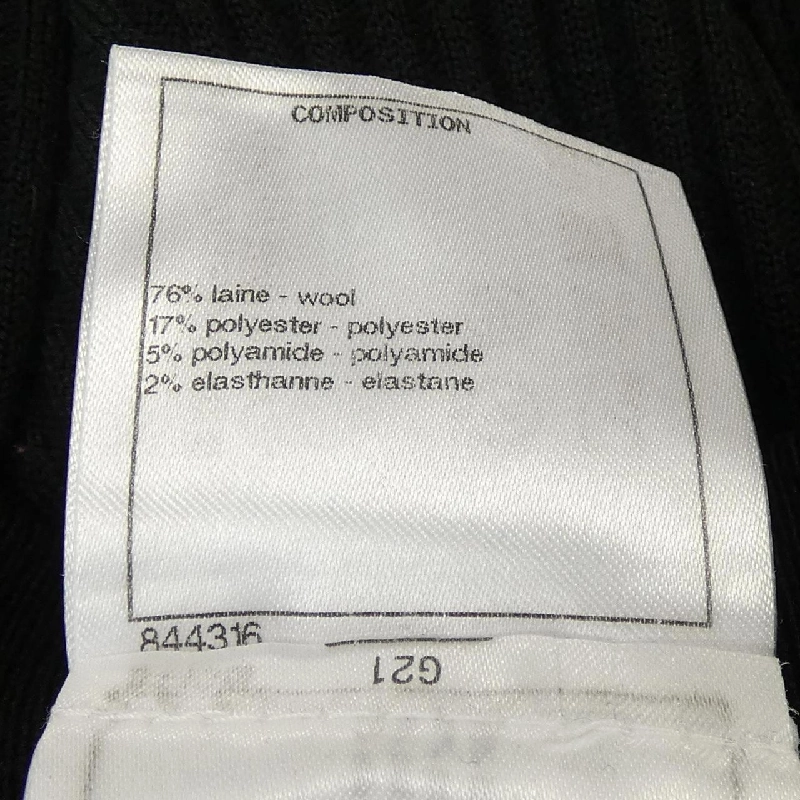 COMPOSITION
76% laine - wool
17% polyester - polyester
5% polyamide - polyamide
2% elasthanne - elastane
844316
G21